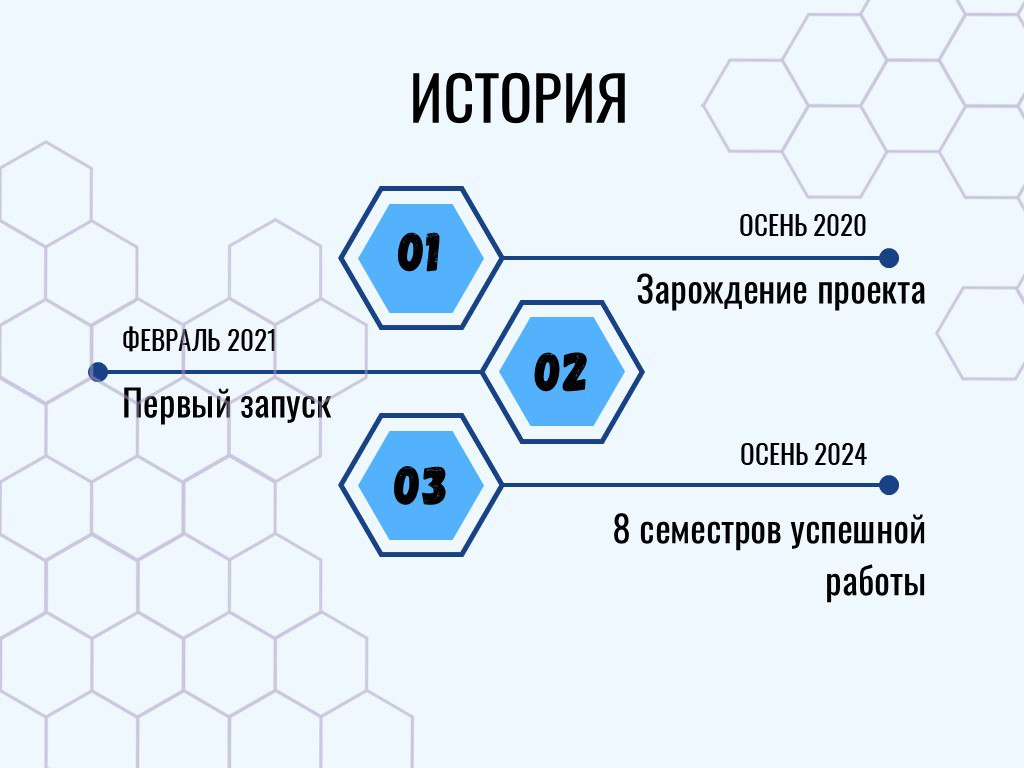 ИСТОРИЯ
01
ОСЕНЬ 2020
Зарождение проекта
02
ФЕВРАЛЬ 2021
Первый запуск
03
ОСЕНЬ 2024
8 семестров успешной
работы